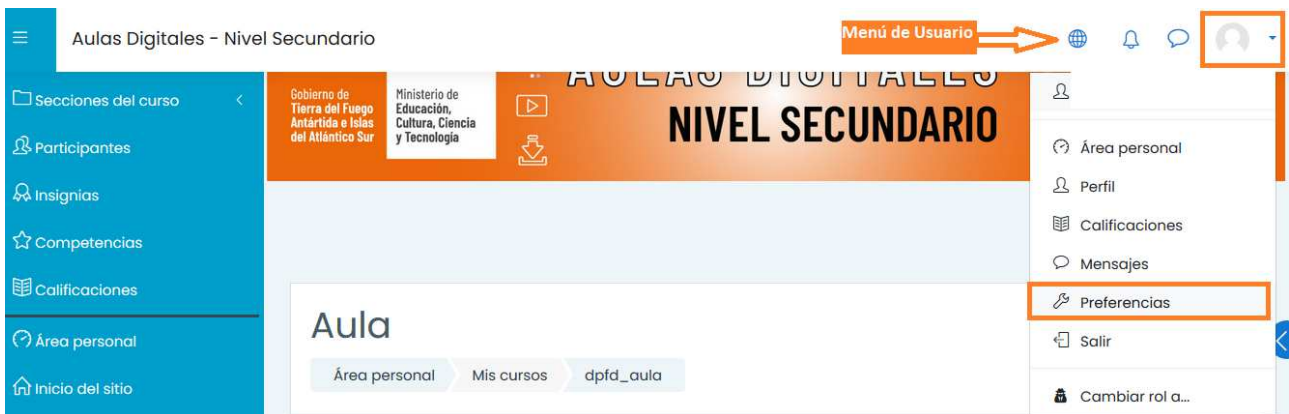 Aulas Digitales - Nivel Secundario
Menú de Usuario
Secciones del curso
Participantes
Insignias
Competencias
Calificaciones
Área personal
Inicio del sitio
Gobierno de
Tierra del Fuego
Antártida e Islas
del Atlántico Sur
Ministerio de
Educación,
Cultura, Ciencia
y Tecnología
AULAS DIGITALES
NIVEL SECUNDARIO
Aula
Área personal Mis cursos dpfd_aula
Área personal
Perfil
Calificaciones
Mensajes
Preferencias
Salir
Cambiar rol a...